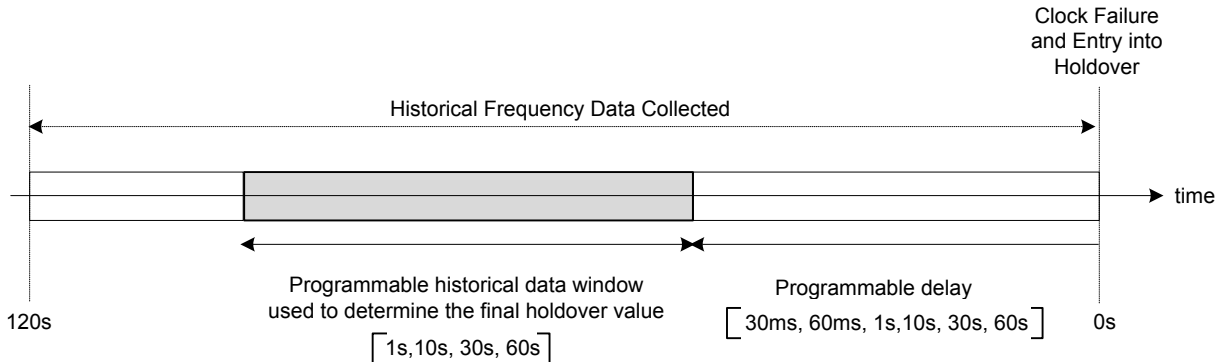 Clock Failure
and Entry into
Holdover
Historical Frequency Data Collected
time
Programmable historical data window
used to determine the final holdover value
[1s,10s, 30s, 60s]
Programmable delay
[30ms, 60ms, 1s,10s, 30s, 60s]
120s
0s